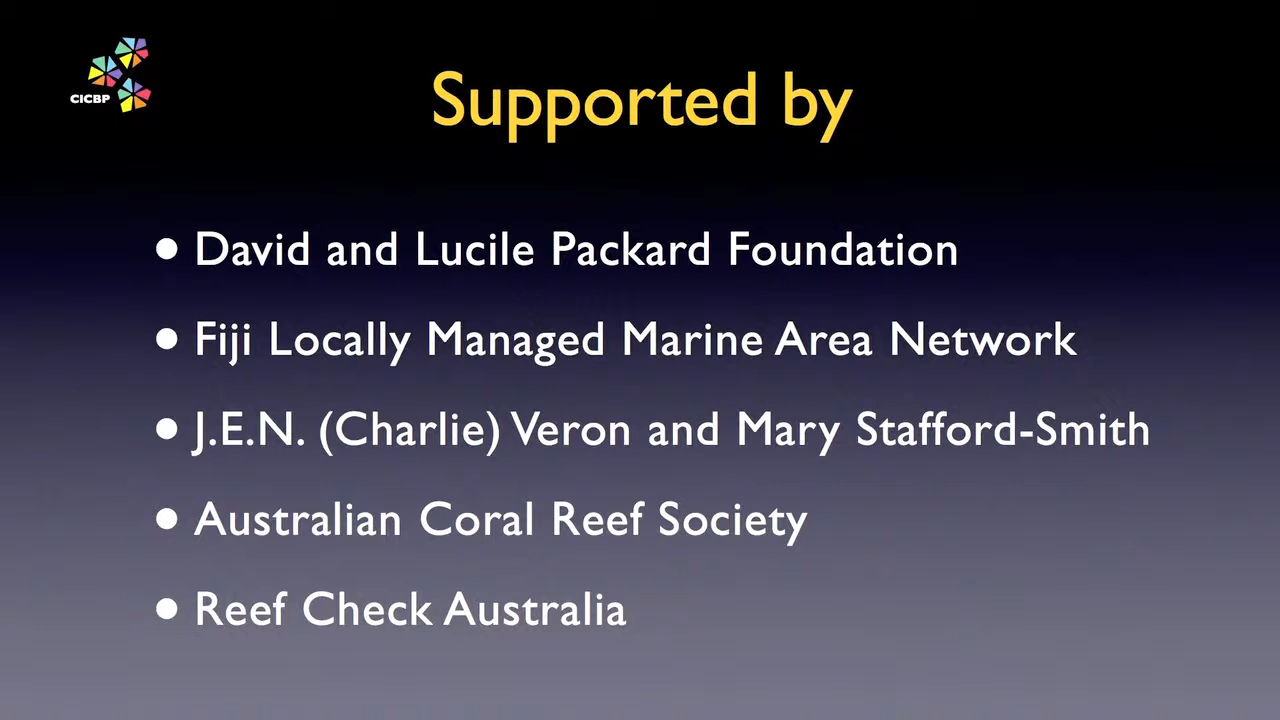 CICBP
Supported by
• David and Lucile Packard Foundation
• Fiji Locally Managed Marine Area Network
• J.E.N. (Charlie) Veron and Mary Stafford-Smith
• Australian Coral Reef Society
• Reef Check Australia